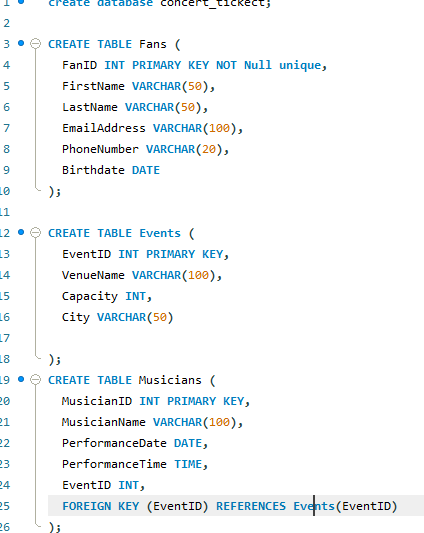 1 create database concert_tickect;
2
3 CREATE TABLE Fans (
4 FanID INT PRIMARY KEY NOT Null unique,
5 FirstName VARCHAR(50),
6 LastName VARCHAR(50),
7 EmailAddress VARCHAR(100),
8 PhoneNumber VARCHAR(20),
9 Birthdate DATE
10 );
11
12 CREATE TABLE Events (
13 EventID INT PRIMARY KEY,
14 VenueName VARCHAR(100),
15 Capacity INT,
16 City VARCHAR(50)
17
18 );
19 CREATE TABLE Musicians (
20 MusicianID INT PRIMARY KEY,
21 MusicianName VARCHAR(100),
22 PerformanceDate DATE,
23 PerformanceTime TIME,
24 EventID INT,
25 FOREIGN KEY (EventID) REFERENCES Events(EventID)
26 );